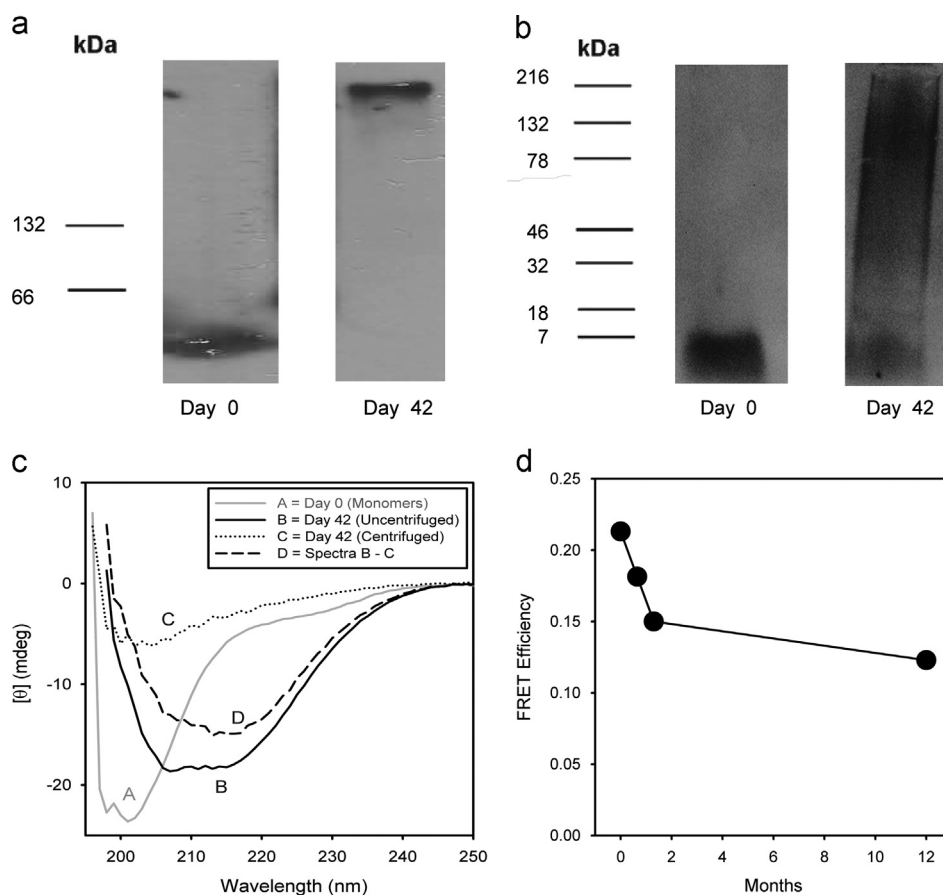 a
kDa
132
66
Day 0
Day 42
b
kDa
216
132
78
46
32
18
7
Day 0
Day 42
c
10
0
-10
-20
[θ] (mdeg)
A = Day 0 (Monomers)
B = Day 42 (Uncentrifuged)
C = Day 42 (Centrifuged)
D = Spectra B - C
C
D
B
A
200 210 220 230 240 250
Wavelength (nm)
d
0.25
0.20
0.15
0.10
0.05
0.00
FRET Efficiency
0 2 4 6 8 10 12
Months